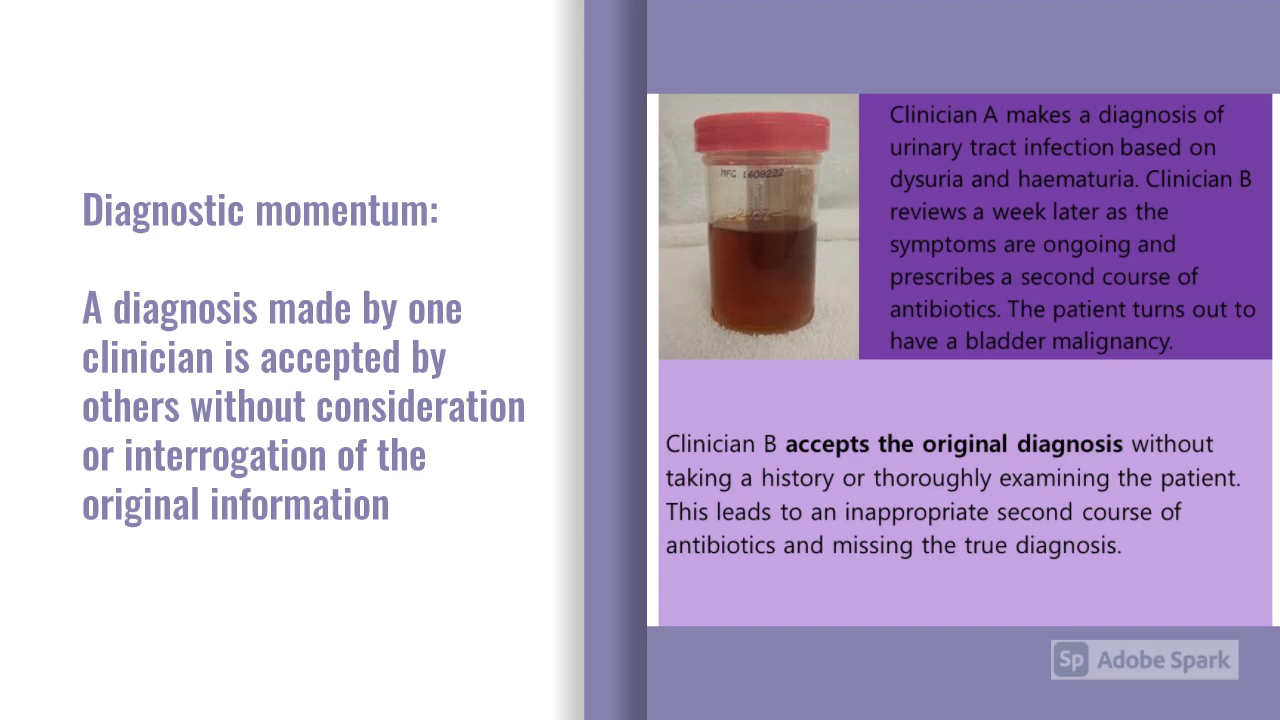 Diagnostic momentum:
A diagnosis made by one
clinician is accepted by
others without consideration
or interrogation of the
original information
MFG 1608222
Clinician A makes a diagnosis of
urinary tract infection based on
dysuria and haematuria. Clinician B
reviews a week later as the
symptoms are ongoing and
prescribes a second course of
antibiotics. The patient turns out to
have a bladder malignancy.
Clinician B accepts the original diagnosis without
taking a history or thoroughly examining the patient.
This leads to an inappropriate second course of
antibiotics and missing the true diagnosis.
Sp Adobe Spark